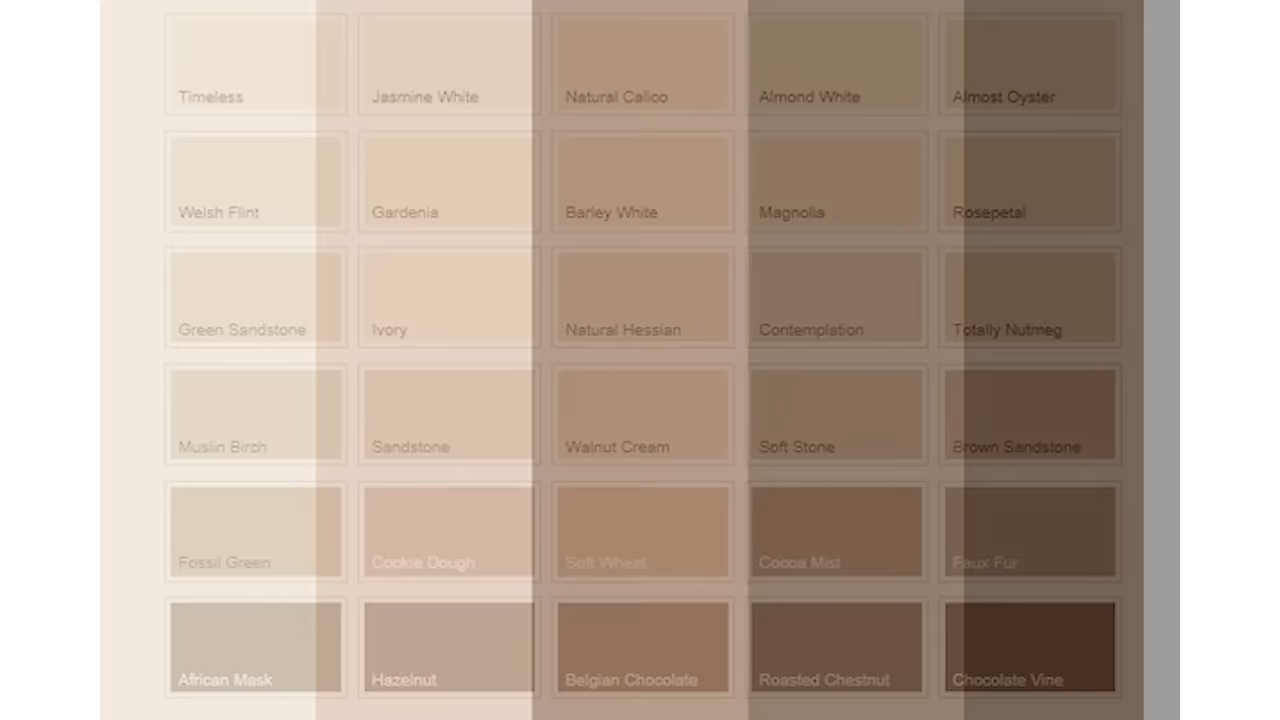 Timeless Jasmine White Natural Calico Almond White Almost Oyster
Welsh Flint Gardenia Barley White Magnolia Rosepetal
Green Sandstone Ivory Natural Hessian Contemplation Totally Nutmeg
Muslin Birch Sandstone Walnut Cream Soft Stone Brown Sandstone
Fossil Green Cookie Dough Soft Wheat Cocoa Mist Faux Fur
African Mask Hazelnut Belgian Chocolate Roasted Chestnut Chocolate Vine